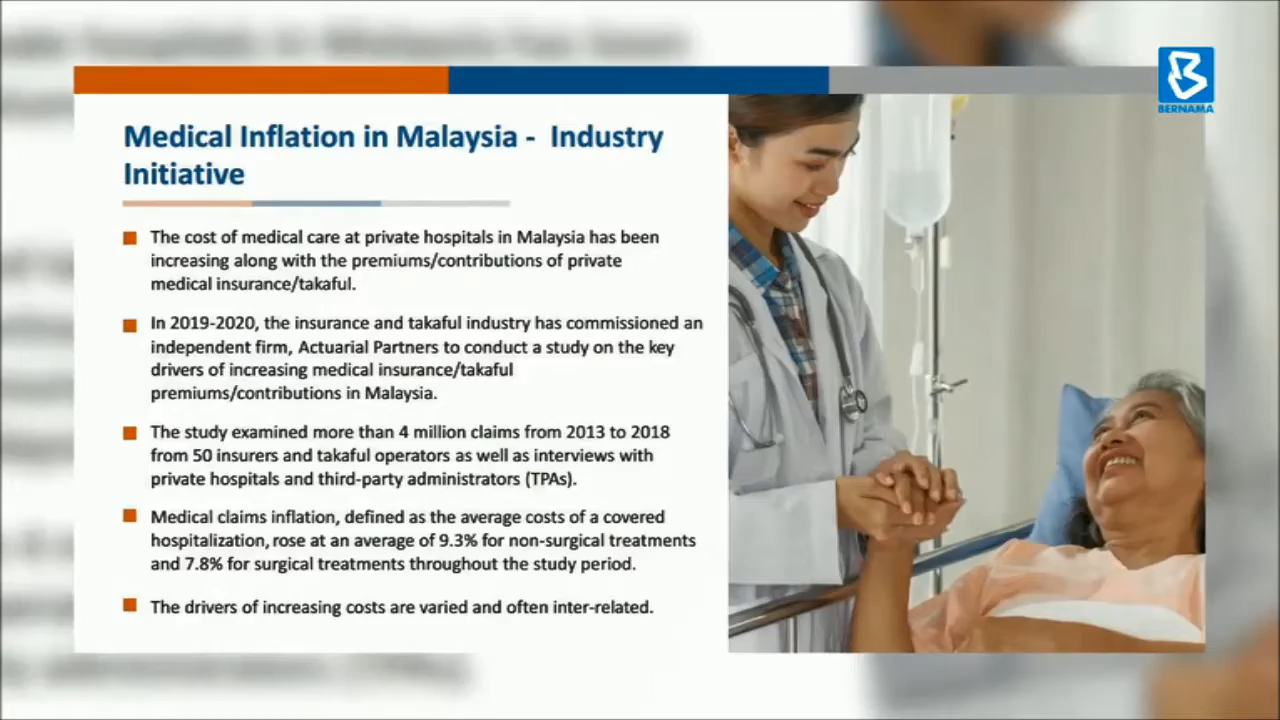 BERNAMA
Medical Inflation in Malaysia - Industry
Initiative
The cost of medical care at private hospitals in Malaysia has been
increasing along with the premiums/contributions of private
medical insurance/takaful.
In 2019-2020, the insurance and takaful industry has commissioned an
independent firm, Actuarial Partners to conduct a study on the key
drivers of increasing medical insurance/takaful
premiums/contributions in Malaysia.
The study examined more than 4 million claims from 2013 to 2018
from 50 insurers and takaful operators as well as interviews with
private hospitals and third-party administrators (TPAs).
Medical claims inflation, defined as the average costs of a covered
hospitalization, rose at an average of 9.3% for non-surgical treatments
and 7.8% for surgical treatments throughout the study period.
The drivers of increasing costs are varied and often inter-related.